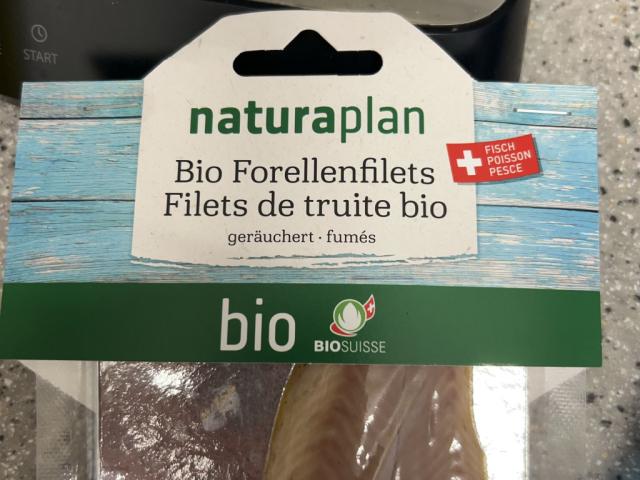 START
naturaplan
Bio Forellenfilets
Filets de truite bio
geräuchert · fumés
FISCH
POISSON
PESCE
bio
BIOSUISSE